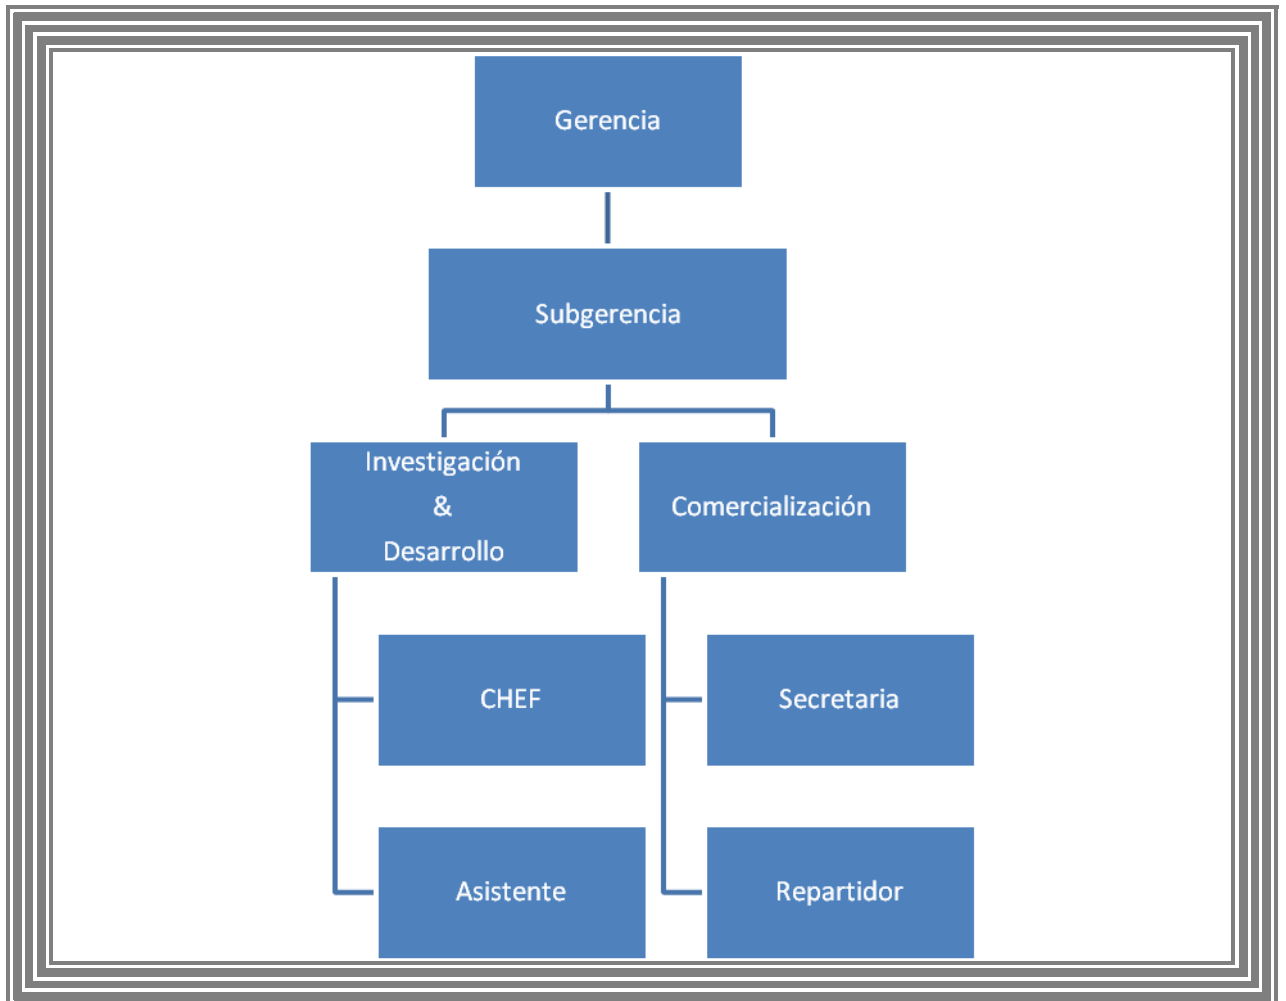 Gerencia
Subgerencia
Investigación
&
Desarrollo
Comercialización
CHEF
Secretaria
Asistente
Repartidor